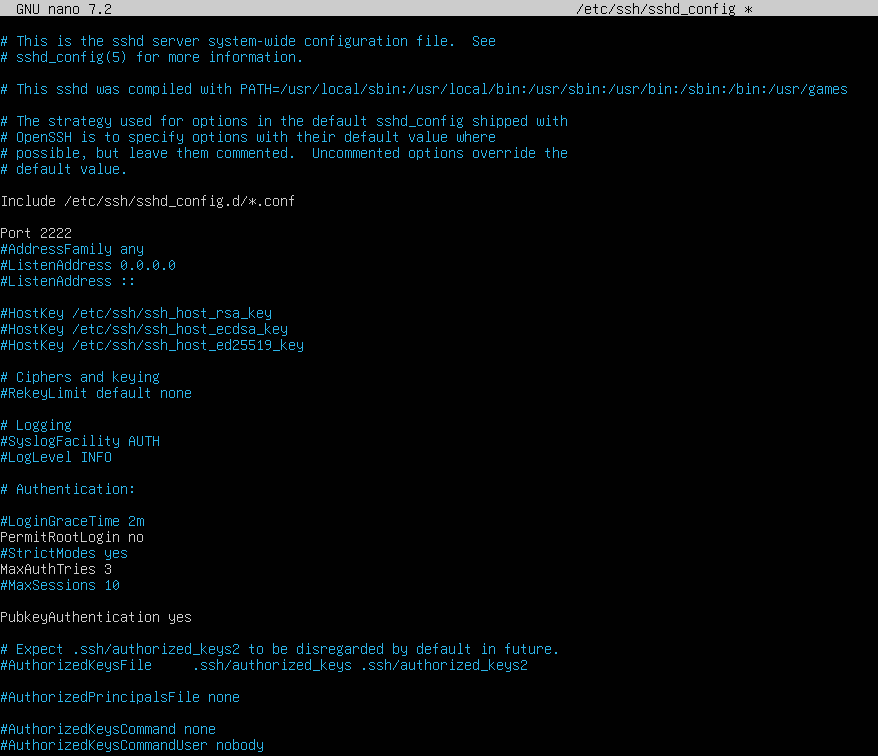 GNU nano 7.2 /etc/ssh/sshd_config *
# This is the sshd server system-wide configuration file.  See
# sshd_config(5) for more information.
# This sshd was compiled with PATH=/usr/local/sbin:/usr/local/bin:/usr/sbin:/usr/bin:/sbin:/bin:/usr/games
# The strategy used for options in the default sshd_config shipped with
# OpenSSH is to specify options with their default value where
# possible, but leave them commented.  Uncommented options override the
# default value.
Include /etc/ssh/sshd_config.d/*.conf
Port 2222
#AddressFamily any
#ListenAddress 0.0.0.0
#ListenAddress ::
#HostKey /etc/ssh/ssh_host_rsa_key
#HostKey /etc/ssh/ssh_host_ecdsa_key
#HostKey /etc/ssh/ssh_host_ed25519_key
# Ciphers and keying
#RekeyLimit default none
# Logging
#SyslogFacility AUTH
#LogLevel INFO
# Authentication:
#LoginGraceTime 2m
PermitRootLogin no
#StrictModes yes
MaxAuthTries 3
#MaxSessions 10
PubkeyAuthentication yes
# Expect .ssh/authorized_keys2 to be disregarded by default in future.
#AuthorizedKeysFile     .ssh/authorized_keys .ssh/authorized_keys2
#AuthorizedPrincipalsFile none
#AuthorizedKeysCommand none
#AuthorizedKeysCommandUser nobody